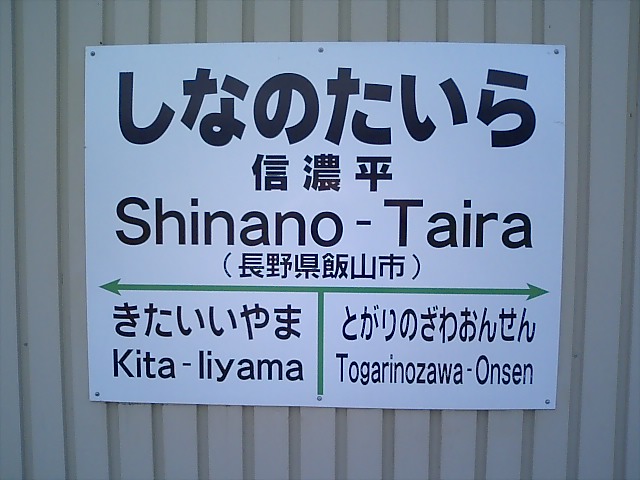 しなのたいら
信濃平
Shinano-Taira
（長野県飯山市）
きたいいやま
Kita-Iiyama
とがりのざわおんせん
Togarinozawa-Onsen